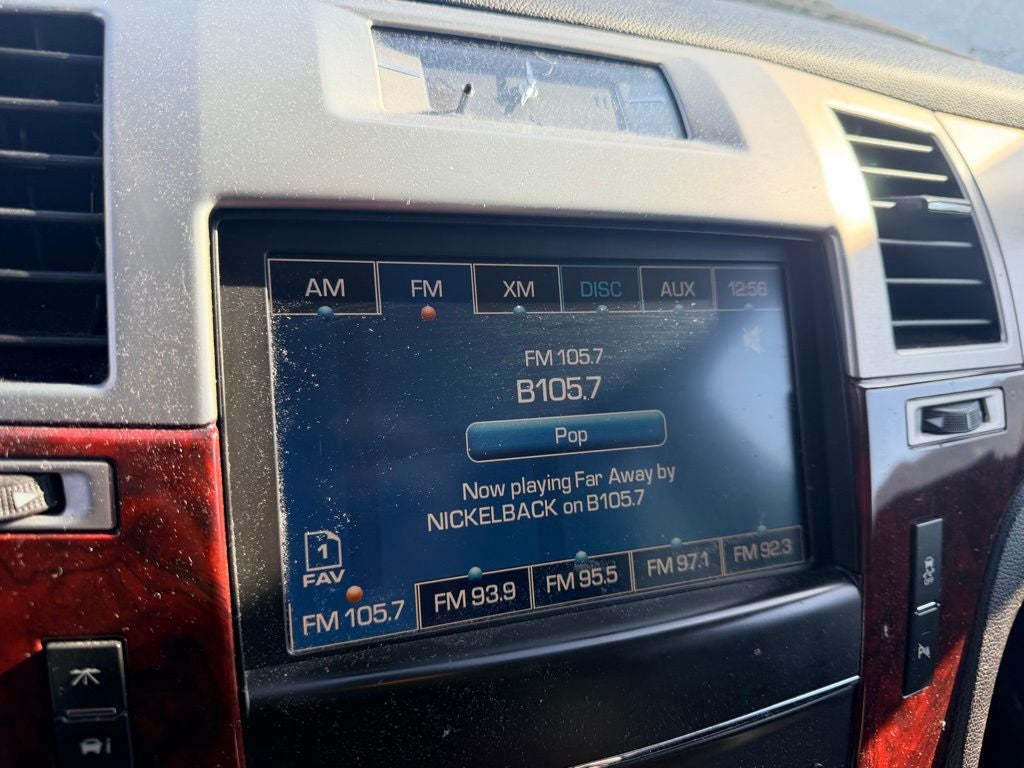 AM FM XM DISC AUX 12:56
FM 105.7
B105.7
Pop
Now playing Far Away by
NICKELBACK on B105.7
1
FAV
FM 105.7 FM 93.9 FM 95.5 FM 97.1 FM 92.3
OFF
i